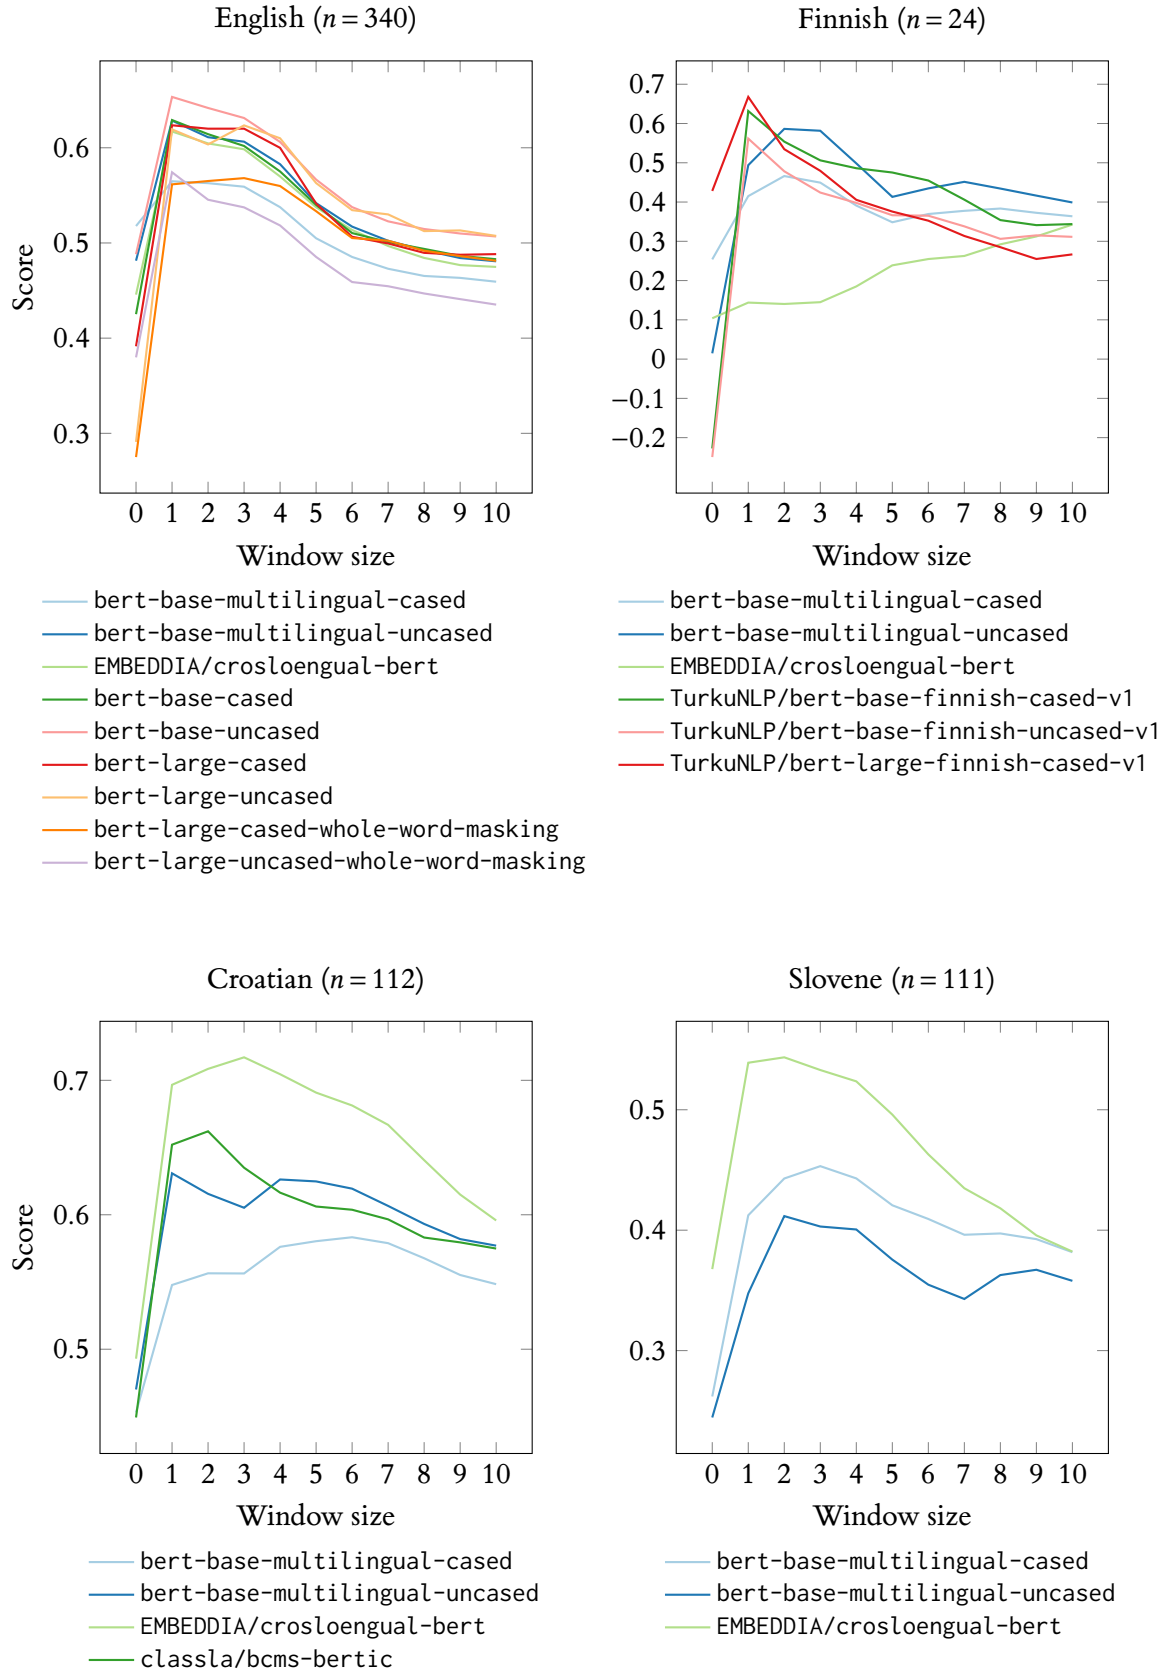 English (n = 340)
Score
0.6
0.5
0.4
0.3
0 1 2 3 4 5 6 7 8 9 10
Window size
bert-base-multilingual-cased
bert-base-multilingual-uncased
EMBEDDIA/crosloengual-bert
bert-base-cased
bert-base-uncased
bert-large-cased
bert-large-uncased
bert-large-cased-whole-word-masking
bert-large-uncased-whole-word-masking
Finnish (n = 24)
0.7
0.6
0.5
0.4
0.3
0.2
0.1
0
−0.1
−0.2
0 1 2 3 4 5 6 7 8 9 10
Window size
bert-base-multilingual-cased
bert-base-multilingual-uncased
EMBEDDIA/crosloengual-bert
TurkuNLP/bert-base-finnish-cased-v1
TurkuNLP/bert-base-finnish-uncased-v1
TurkuNLP/bert-large-finnish-cased-v1
Croatian (n = 112)
Score
0.7
0.6
0.5
0 1 2 3 4 5 6 7 8 9 10
Window size
bert-base-multilingual-cased
bert-base-multilingual-uncased
EMBEDDIA/crosloengual-bert
classla/bcms-bertic
Slovene (n = 111)
0.5
0.4
0.3
0 1 2 3 4 5 6 7 8 9 10
Window size
bert-base-multilingual-cased
bert-base-multilingual-uncased
EMBEDDIA/crosloengual-bert